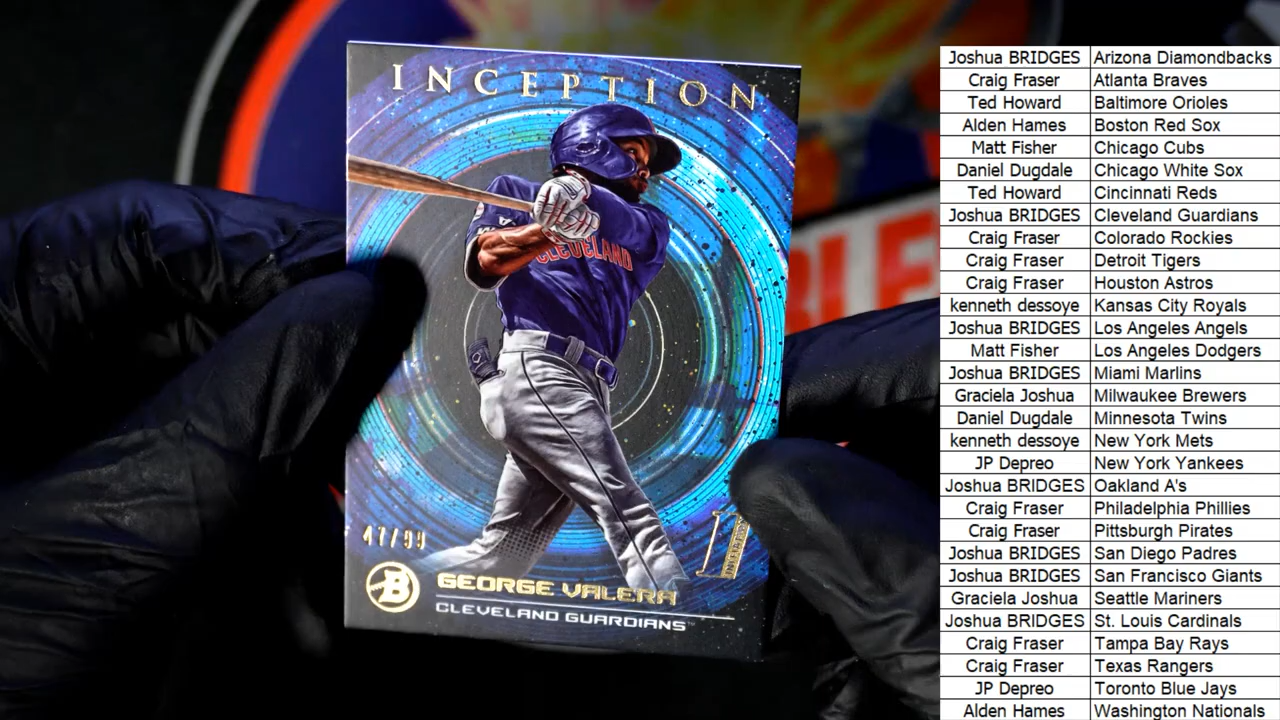 INCEPTION
CLEVELAND
47/99
B
GEORGE VALERA
CLEVELAND GUARDIANS™
Joshua BRIDGES Arizona Diamondbacks
Craig Fraser Atlanta Braves
Ted Howard Baltimore Orioles
Alden Hames Boston Red Sox
Matt Fisher Chicago Cubs
Daniel Dugdale Chicago White Sox
Ted Howard Cincinnati Reds
Joshua BRIDGES Cleveland Guardians
Craig Fraser Colorado Rockies
Craig Fraser Detroit Tigers
Craig Fraser Houston Astros
kenneth dessoye Kansas City Royals
Joshua BRIDGES Los Angeles Angels
Matt Fisher Los Angeles Dodgers
Joshua BRIDGES Miami Marlins
Graciela Joshua Milwaukee Brewers
Daniel Dugdale Minnesota Twins
kenneth dessoye New York Mets
JP Depreo New York Yankees
Joshua BRIDGES Oakland A's
Craig Fraser Philadelphia Phillies
Craig Fraser Pittsburgh Pirates
Joshua BRIDGES San Diego Padres
Joshua BRIDGES San Francisco Giants
Graciela Joshua Seattle Mariners
Joshua BRIDGES St. Louis Cardinals
Craig Fraser Tampa Bay Rays
Craig Fraser Texas Rangers
JP Depreo Toronto Blue Jays
Alden Hames Washington Nationals